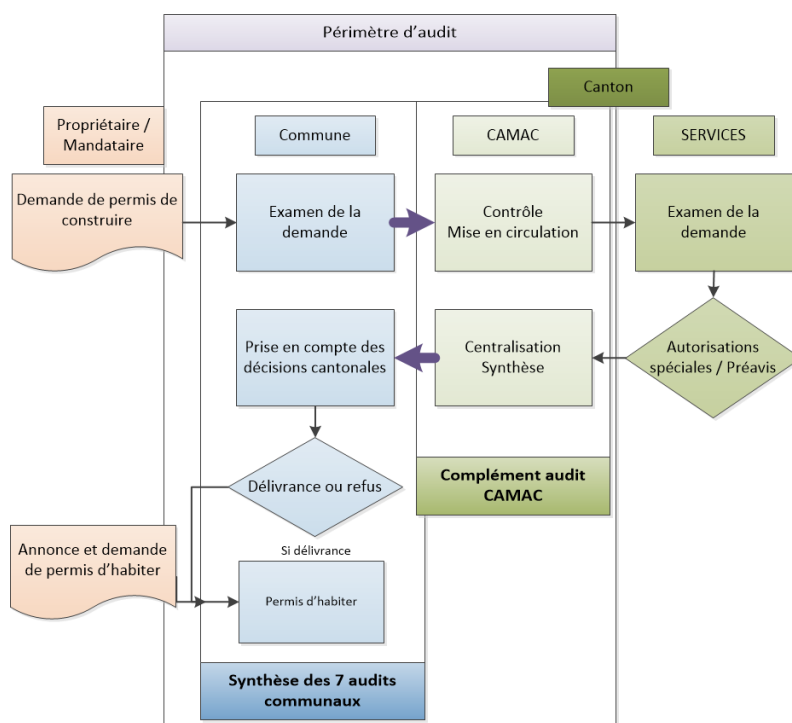 Périmètre d'audit
Canton
Propriétaire /
Mandataire
Commune
CAMAC
SERVICES
Demande de permis de
construire
Examen de la
demande
Contrôle
Mise en circulation
Examen de la
demande
Prise en compte des
décisions cantonales
Centralisation
Synthèse
Autorisations
spéciales / Préavis
Délivrance ou refus
Complément audit
CAMAC
Annonce et demande
de permis d'habiter
Si délivrance
Permis d'habiter
Synthèse des 7 audits
communaux